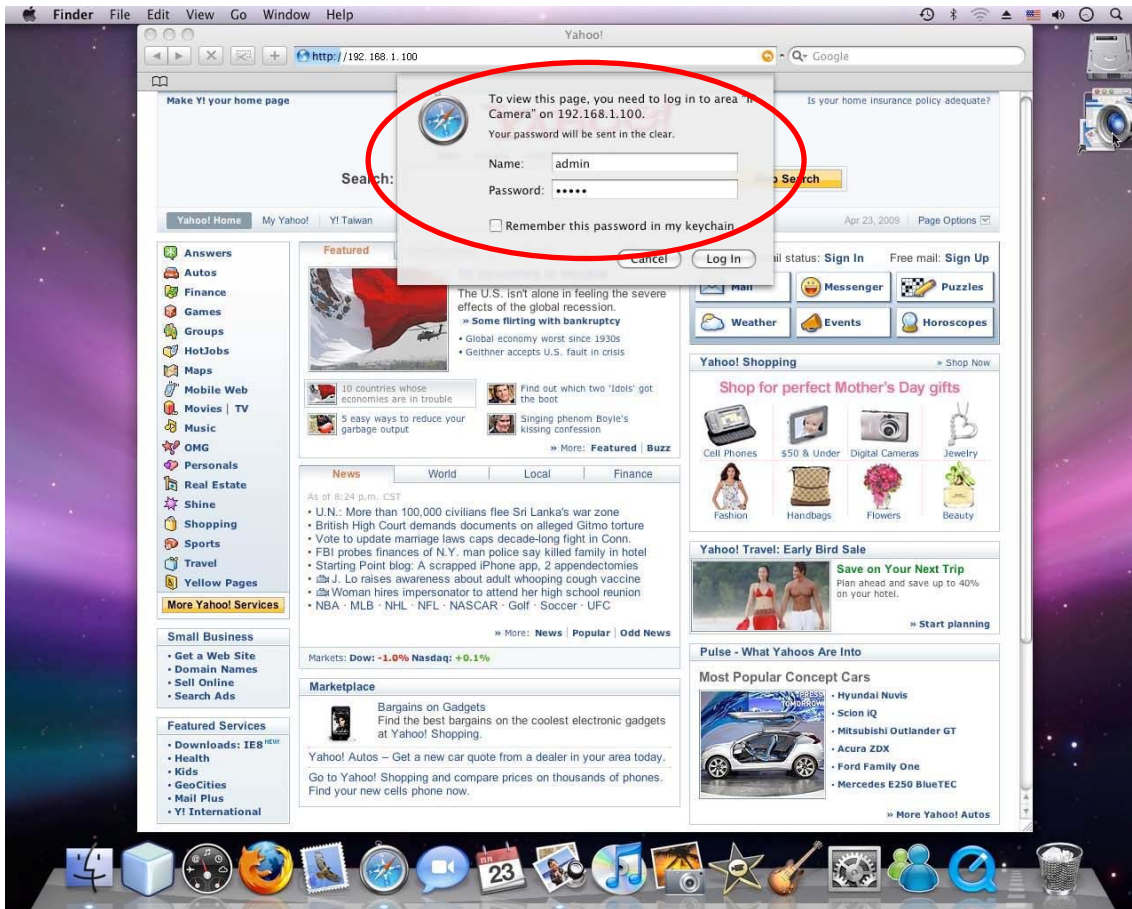 Finder File Edit View Go Window Help
Yahoo!
http://192.168.1.100
Google
Make Y! your home page
Is your home insurance policy adequate?
To view this page, you need to log in to area "IP
Camera" on 192.168.1.100.
Your password will be sent in the clear.
Name: admin
Password: •••••
Remember this password in my keychain
Cancel Log In
Search:
Search
Yahoo! Home My Yahoo! Y! Taiwan
Apr 23, 2009 Page Options
Answers
Autos
Finance
Games
Groups
HotJobs
Maps
Mobile Web
Movies | TV
Music
OMG
Personals
Real Estate
Shine
Shopping
Sports
Travel
Yellow Pages
More Yahoo! Services
Small Business
• Get a Web Site
• Domain Names
• Sell Online
• Search Ads
Featured Services
• Downloads: IE8 NEW!
• Health
• Kids
• GeoCities
• Mail Plus
• Y! International
Featured
The U.S. isn't alone in feeling the severe
effects of the global recession.
» Some flirting with bankruptcy
• Global economy worst since 1930s
• Geithner accepts U.S. fault in crisis
10 countries whose
economies are in trouble
Find out which two 'Idols' got
the boot
5 easy ways to reduce your
garbage output
Singing phenom Boyle's
kissing confession
» More: Featured | Buzz
News World Local Finance
As of 8:24 p.m. CST
• U.N.: More than 100,000 civilians flee Sri Lanka's war zone
• British High Court demands documents on alleged Gitmo torture
• Vote to update marriage laws caps decade-long fight in Conn.
• FBI probes finances of N.Y. man police say killed family in hotel
• Starting Point blog: A scrapped iPhone app, 2 appendectomies
• J. Lo raises awareness about adult whooping cough vaccine
• Woman hires impersonator to attend her high school reunion
• NBA · MLB · NHL · NFL · NASCAR · Golf · Soccer · UFC
» More: News | Popular | Odd News
Markets: Dow: -1.0% Nasdaq: +0.1%
Marketplace
Bargains on Gadgets
Find the best bargains on the coolest electronic gadgets
at Yahoo! Shopping.
Yahoo! Autos – Get a new car quote from a dealer in your area today.
Go to Yahoo! Shopping and compare prices on thousands of phones.
Find your new cells phone now.
status: Sign In Free mail: Sign Up
Mail Messenger Puzzles
Weather Events Horoscopes
Yahoo! Shopping » Shop Now
Shop for perfect Mother's Day gifts
Cell Phones $50 & Under Digital Cameras Jewelry
Fashion Handbags Flowers Beauty
Yahoo! Travel: Early Bird Sale
Save on Your Next Trip
Plan ahead and save up to 40%
on your hotel.
» Start planning
Pulse - What Yahoos Are Into
Most Popular Concept Cars
• Hyundai Nuvis
• Scion iQ
• Mitsubishi Outlander GT
• Acura ZDX
• Ford Family One
• Mercedes E250 BlueTEC
» More Yahoo! Autos
23